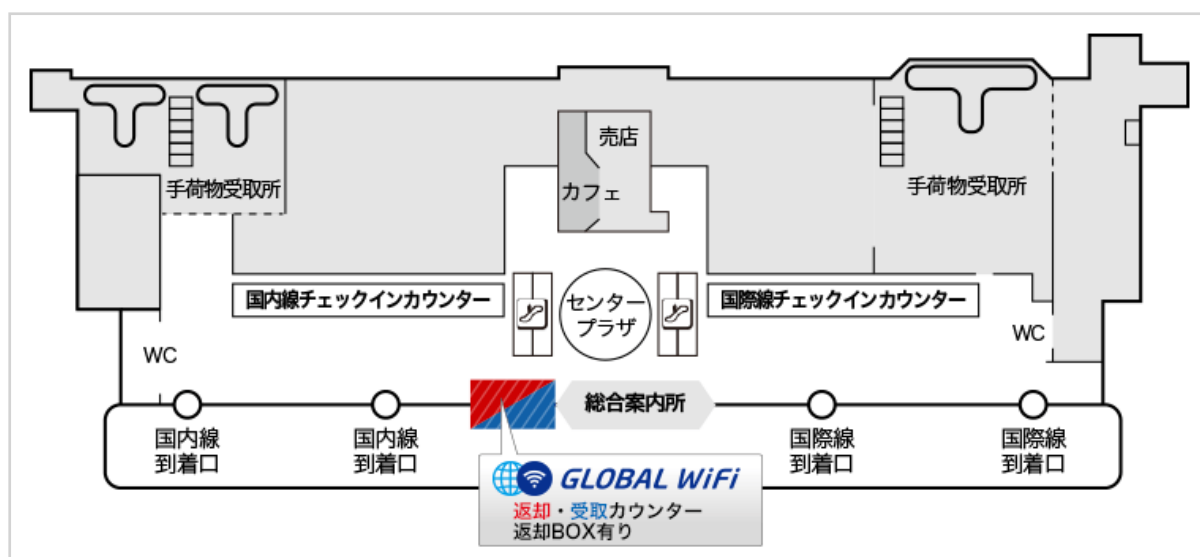 売店
カフェ
手荷物受取所
手荷物受取所
国内線チェックインカウンター
センター
プラザ
国際線チェックインカウンター
WC
WC
総合案内所
国内線
到着口
国内線
到着口
国際線
到着口
国際線
到着口
GLOBAL WiFi
返却・受取カウンター
返却BOX有り